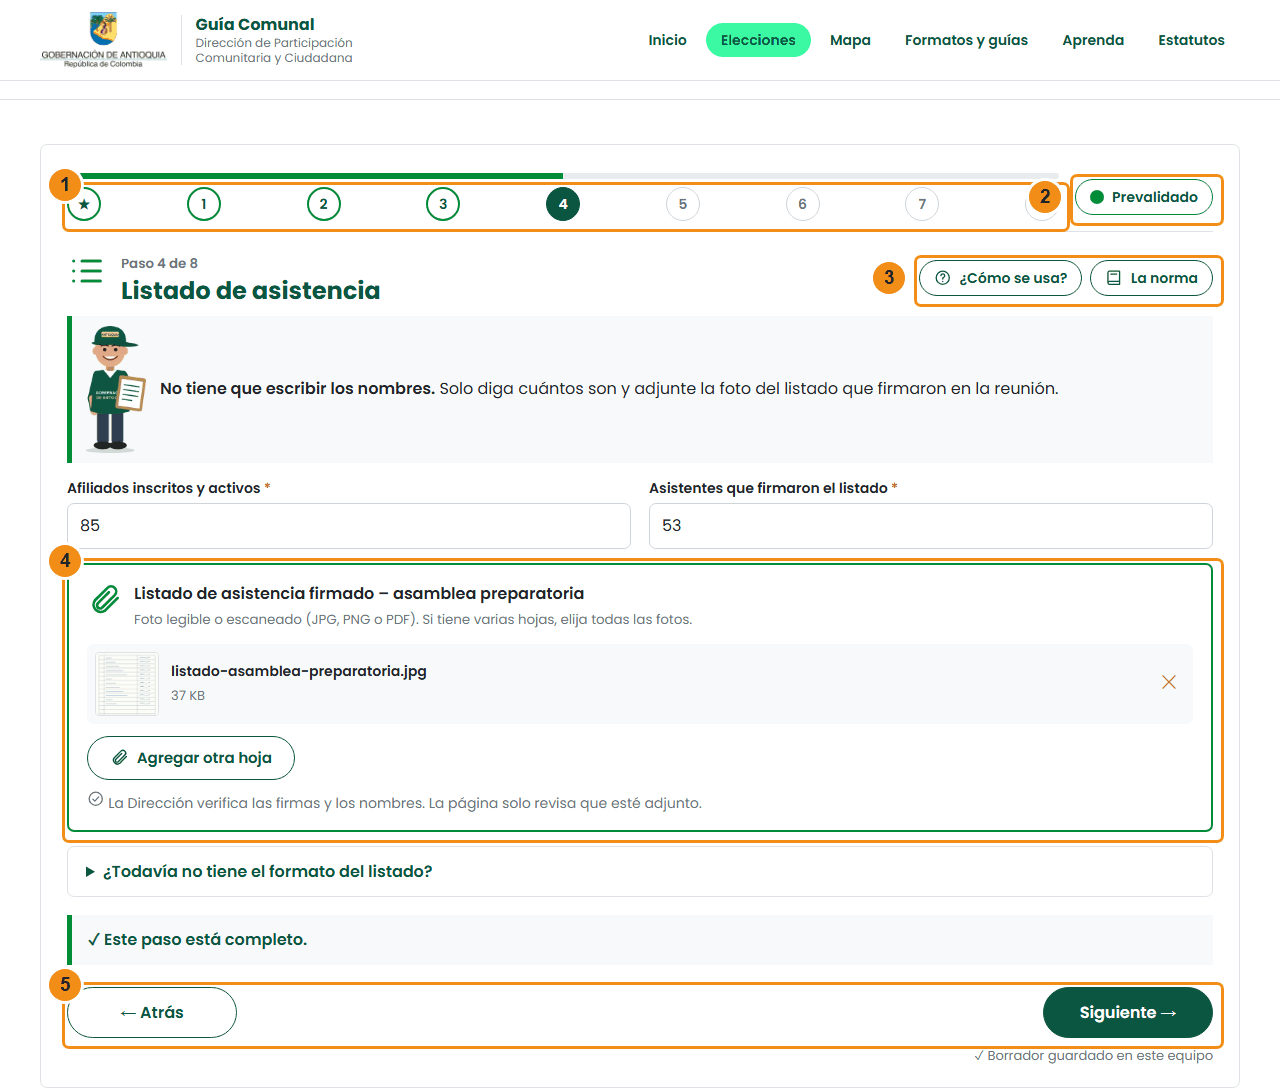 GOBERNACIÓN DE ANTIOQUIA
República de Colombia
Guía Comunal
Dirección de Participación
Comunitaria y Ciudadana
Inicio
Elecciones
Mapa
Formatos y guías
Aprenda
Estatutos
1
★
1
2
3
4
5
6
7
2
Prevalidado
Paso 4 de 8
Listado de asistencia
3
¿Cómo se usa?
La norma
ANTIOQUIA
No tiene que escribir los nombres. Solo diga cuántos son y adjunte la foto del listado que firmaron en la reunión.
Afiliados inscritos y activos *
Asistentes que firmaron el listado *
85
53
4
Listado de asistencia firmado – asamblea preparatoria
Foto legible o escaneado (JPG, PNG o PDF). Si tiene varias hojas, elija todas las fotos.
listado-asamblea-preparatoria.jpg
37 KB
Agregar otra hoja
La Dirección verifica las firmas y los nombres. La página solo revisa que esté adjunto.
▶ ¿Todavía no tiene el formato del listado?
✓ Este paso está completo.
5
← Atrás
Siguiente →
✓ Borrador guardado en este equipo